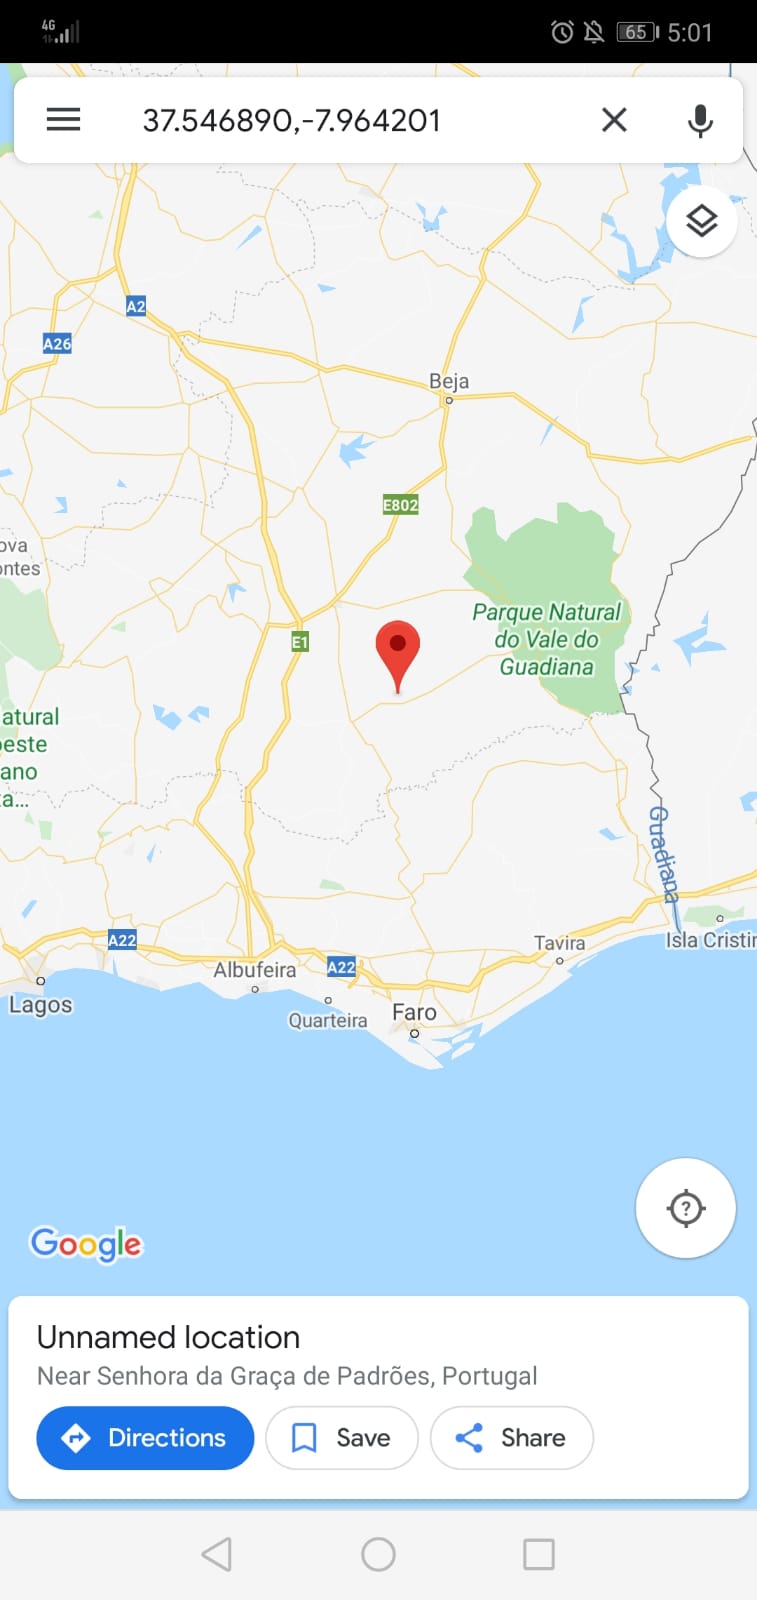 4G
65
5:01
37.546890,-7.964201
A2
A26
Beja
E802
ova
ontes
Parque Natural
do Vale do
Guadiana
E1
atural
oeste
ano
a...
Guadiana
A22
Tavira
Isla Cristin
Albufeira
A22
Lagos
Quarteira
Faro
Google
?
Unnamed location
Near Senhora da Graça de Padrões, Portugal
Directions
Save
Share